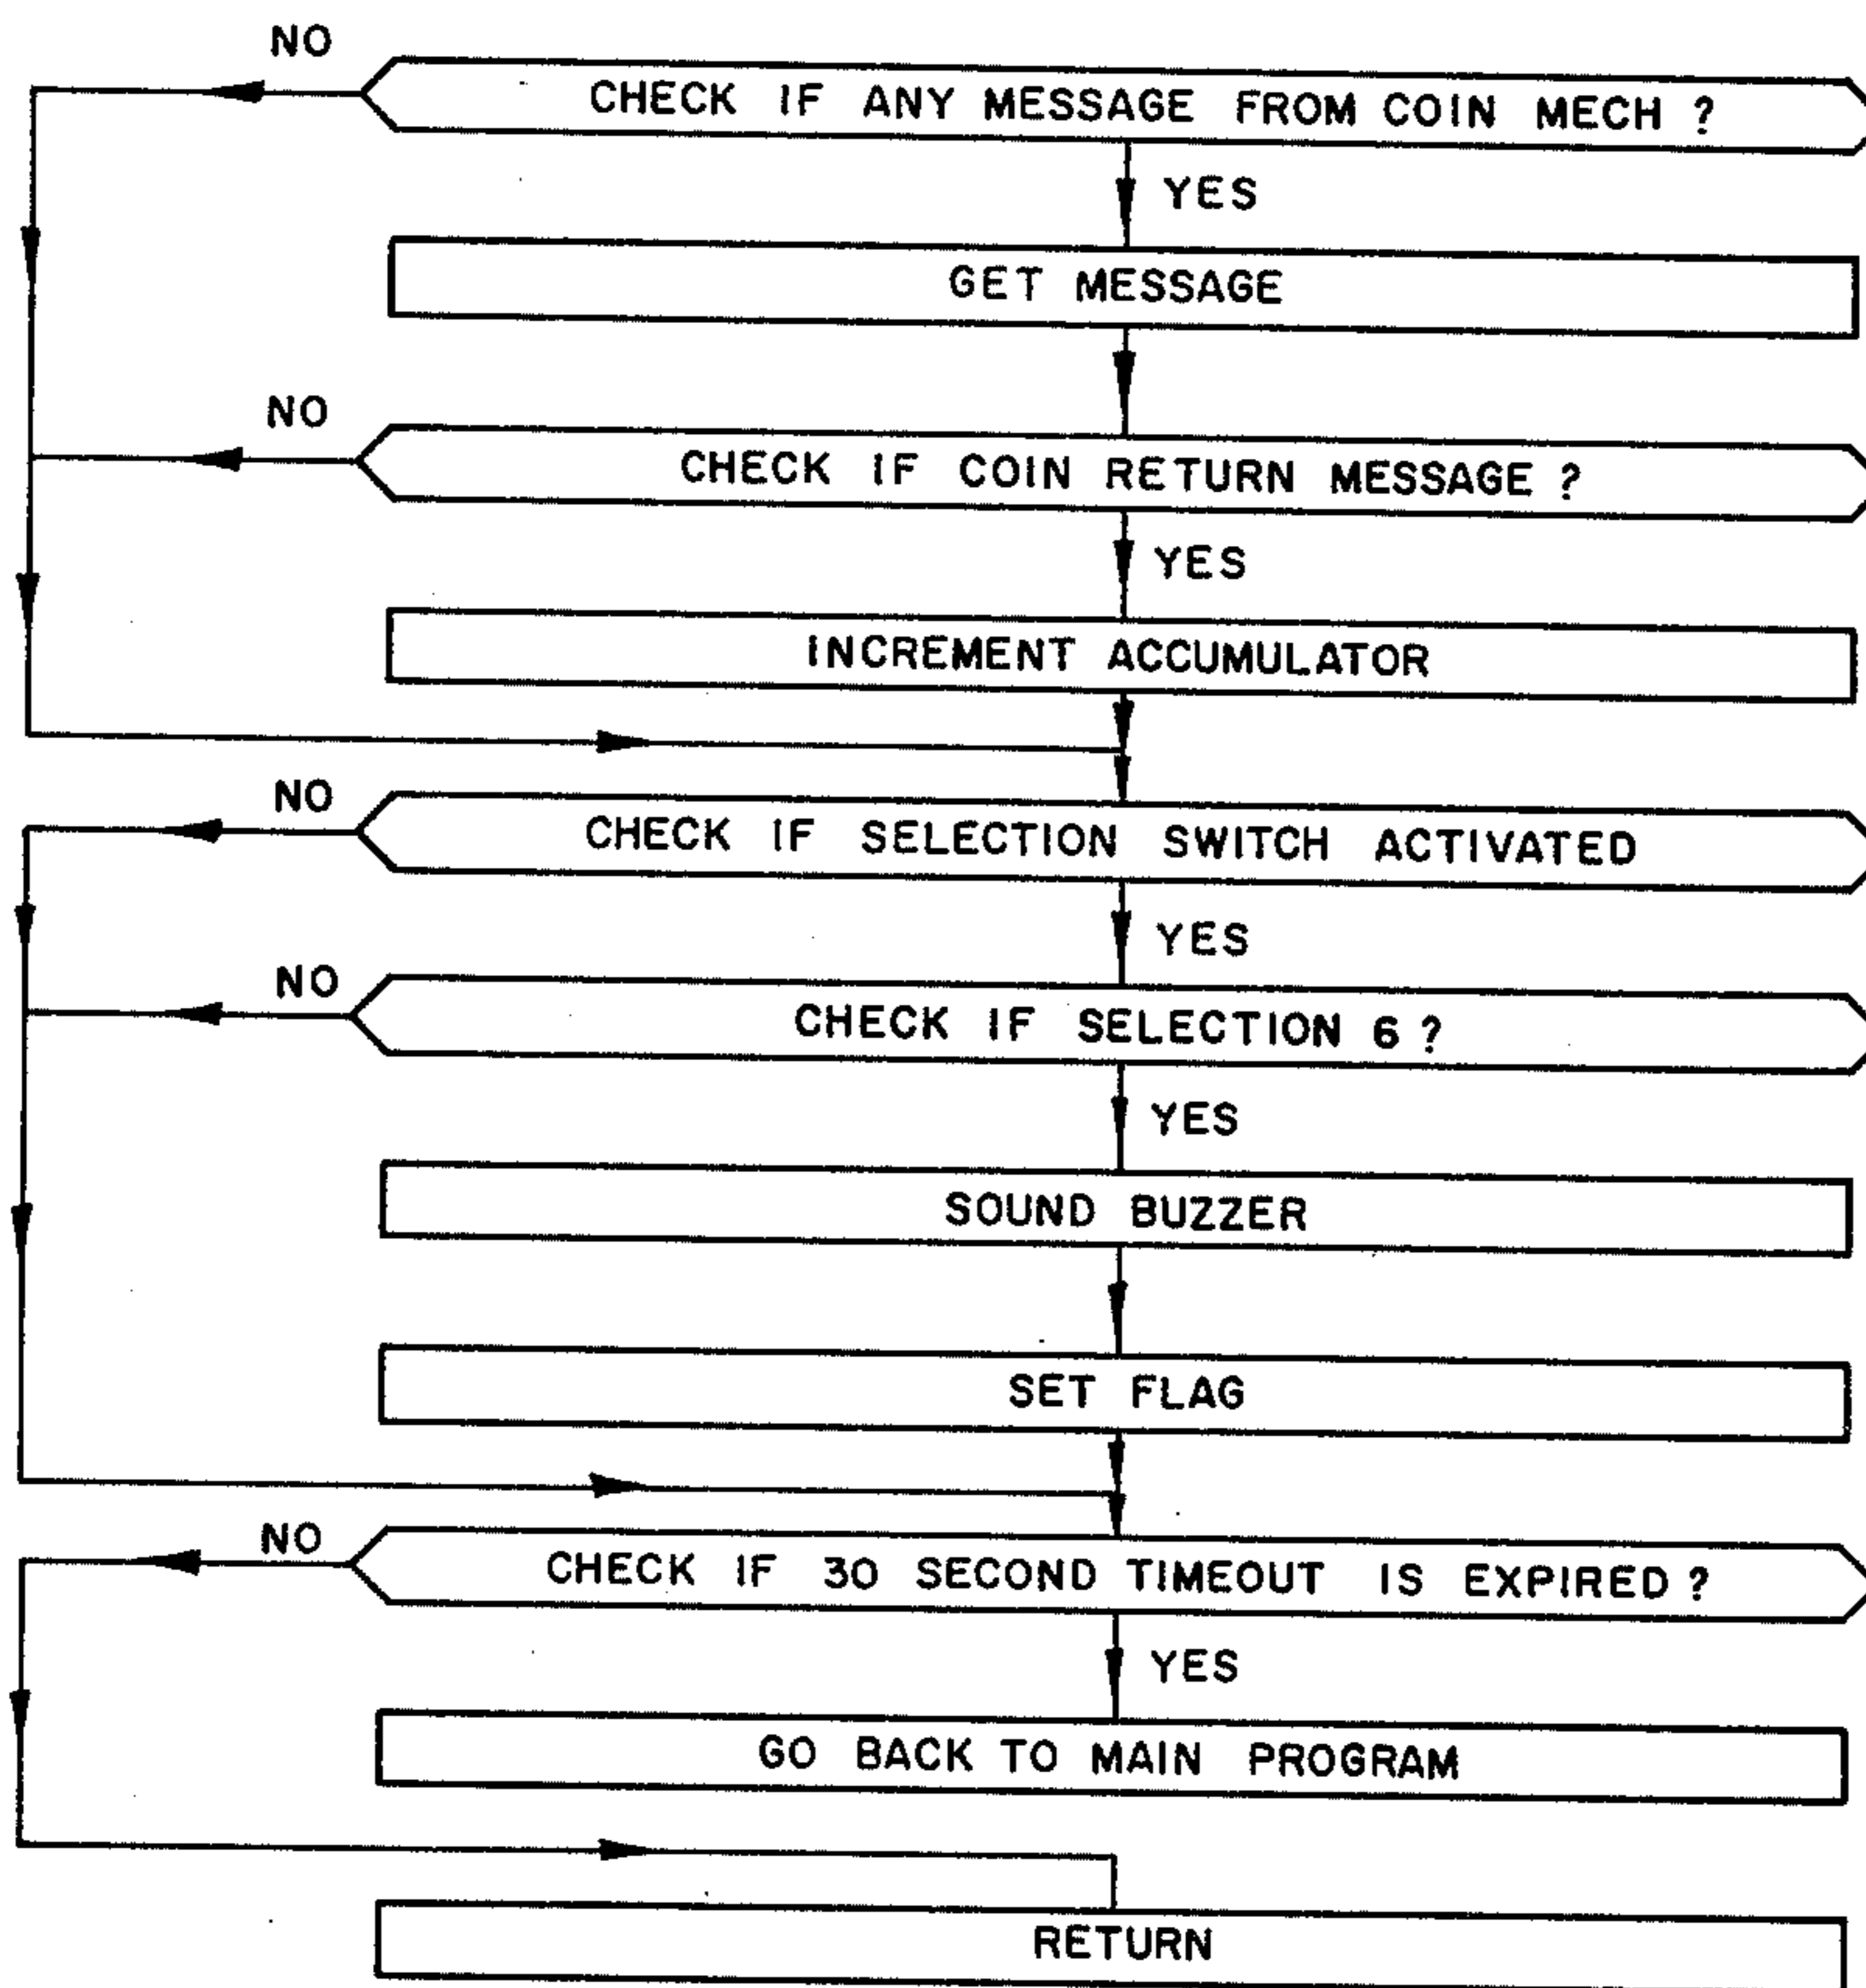 NO
CHECK IF ANY MESSAGE FROM COIN MECH ?
YES
GET MESSAGE
NO
CHECK IF COIN RETURN MESSAGE ?
YES
INCREMENT ACCUMULATOR
NO
CHECK IF SELECTION SWITCH ACTIVATED
YES
NO
CHECK IF SELECTION 6 ?
YES
SOUND BUZZER
SET FLAG
NO
CHECK IF 30 SECOND TIMEOUT IS EXPIRED ?
YES
GO BACK TO MAIN PROGRAM
RETURN